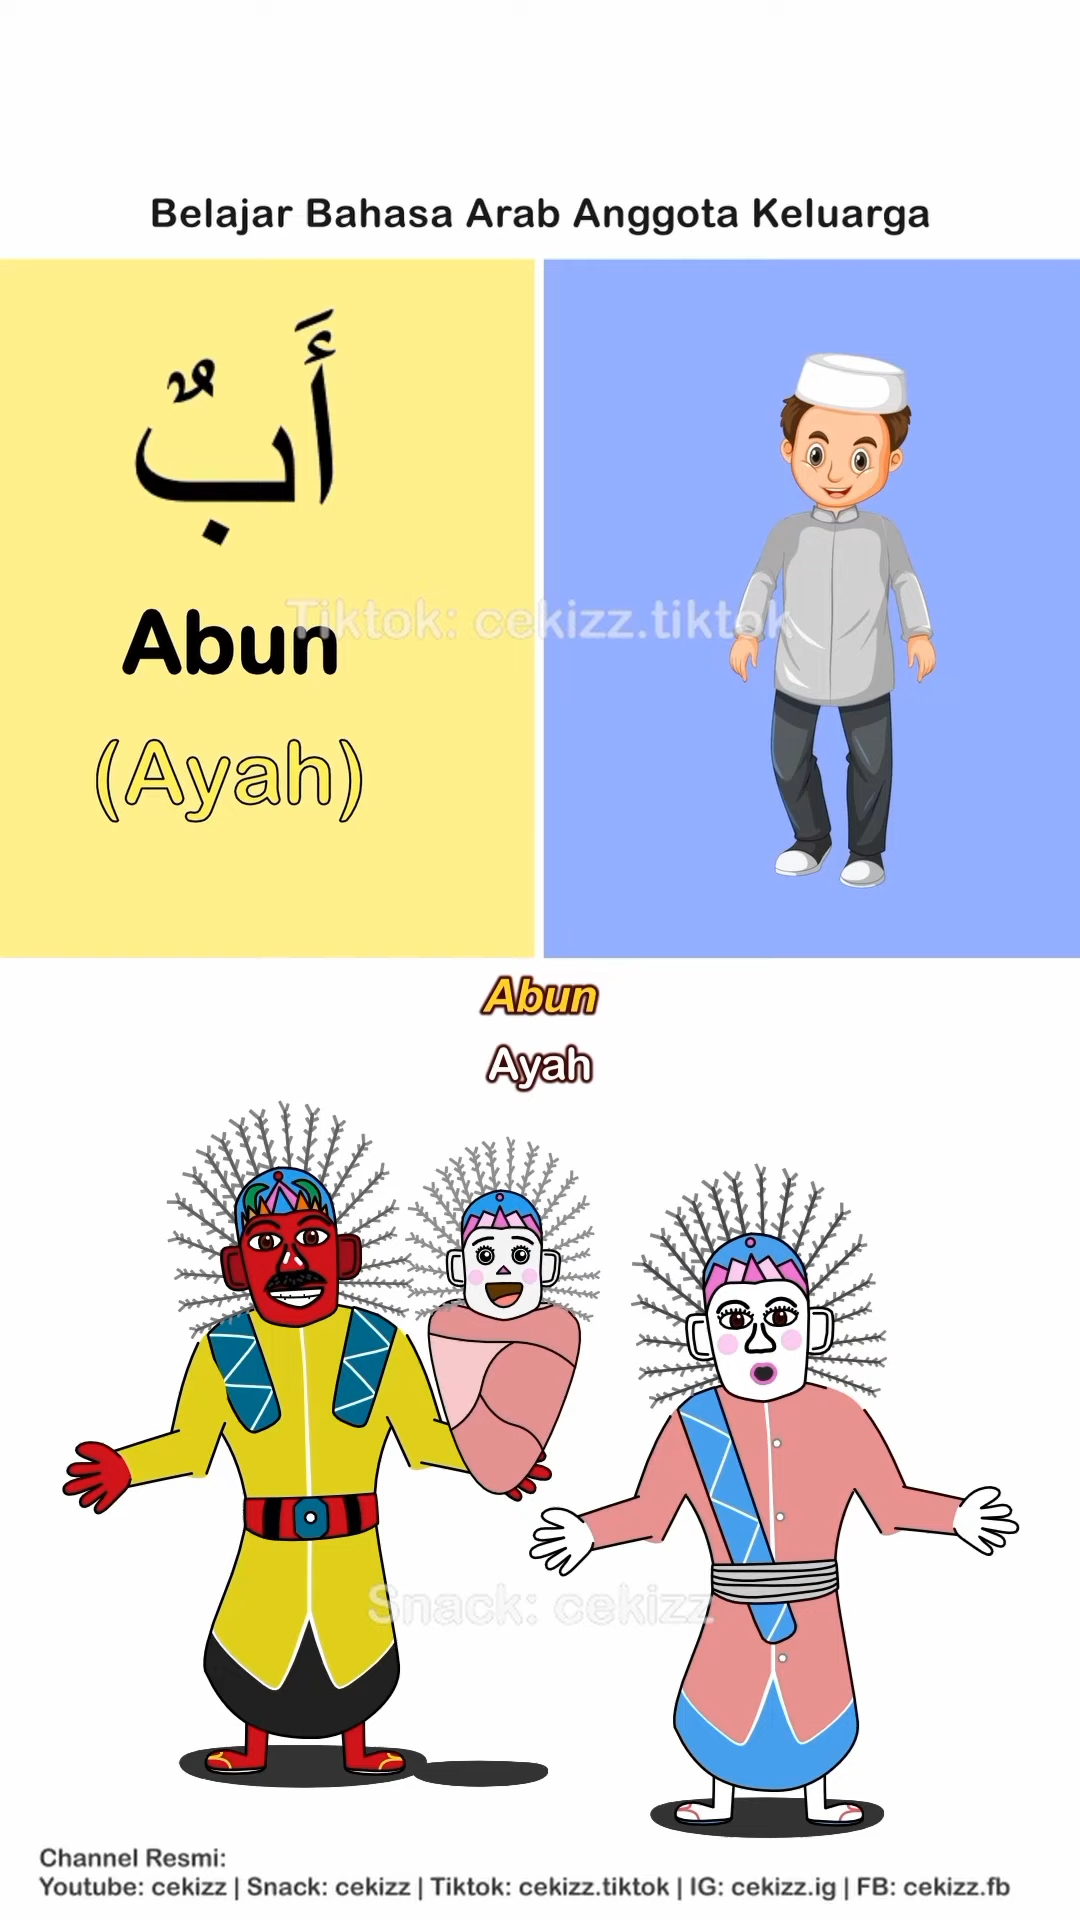 Belajar Bahasa Arab Anggota Keluarga
أَبٌ
Abun
(Ayah)
Tiktok: cekizz.tiktok
Abun
Ayah
Snack: cekizz
Channel Resmi:
Youtube: cekizz | Snack: cekizz | Tiktok: cekizz.tiktok | IG: cekizz.ig | FB: cekizz.fb